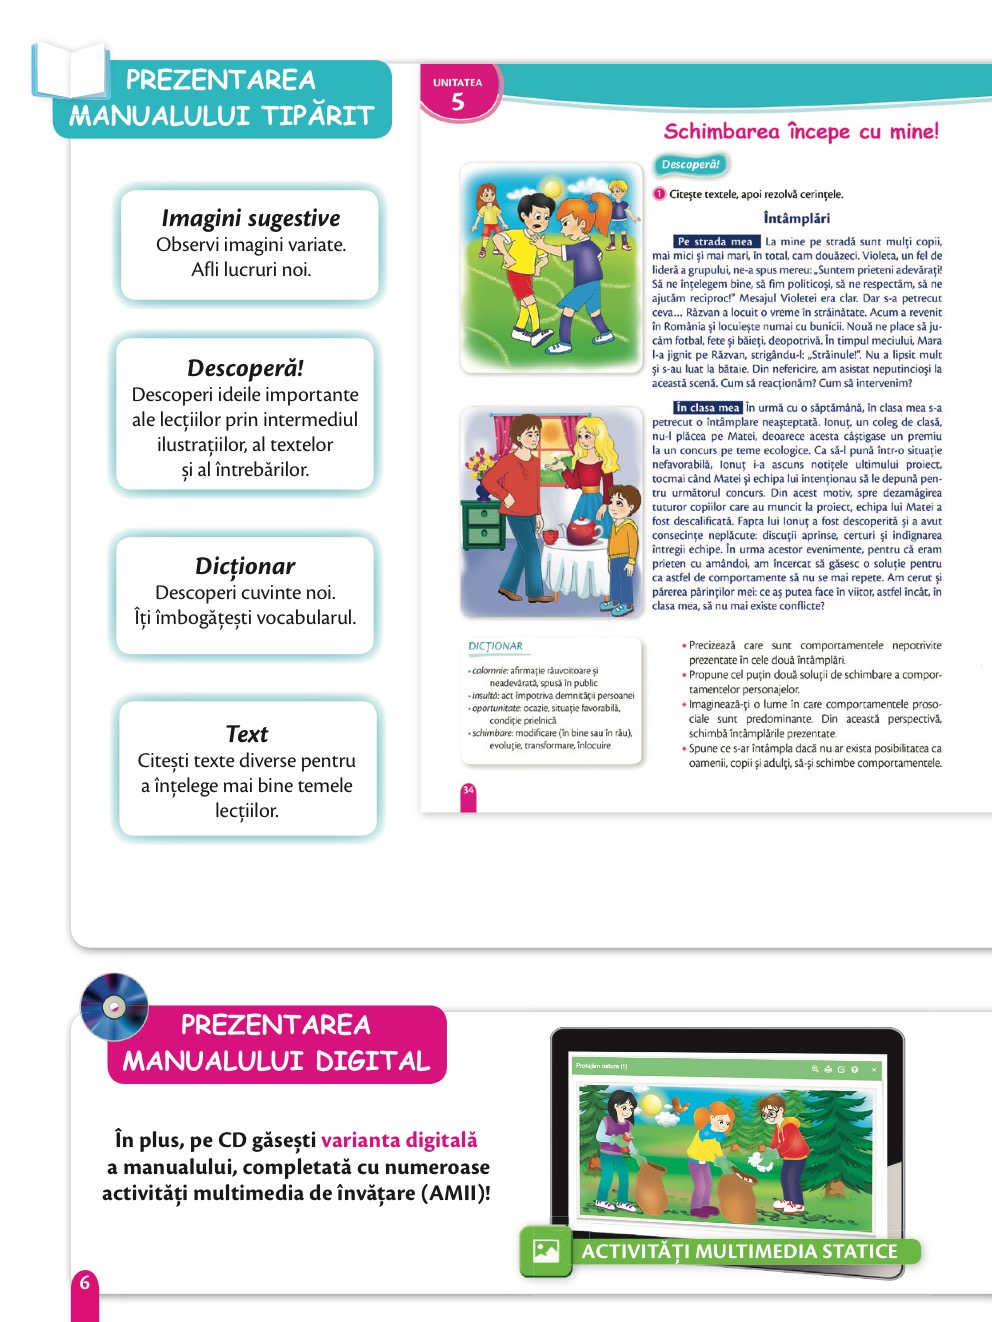 PREZENTAREA
MANUALULUI TIPĂRIT
Imagini sugestive
Observi imagini variate.
Afli lucruri noi.
Descoperă!
Descoperi ideile importante
ale lecțiilor prin intermediul
ilustrațiilor, al textelor
și al întrebărilor.
Dicționar
Descoperi cuvinte noi.
Îți îmbogățești vocabularul.
Text
Citești texte diverse pentru
a înțelege mai bine temele
lecțiilor.
UNITATEA
5
Schimbarea începe cu mine!
Descoperă!
1 Citește textele, apoi rezolvă cerințele.
Întâmplări
Pe strada mea La mine pe stradă sunt mulți copii,
mai mici și mai mari, în total, cam douăzeci. Violeta, un fel de
lideră a grupului, ne-a spus mereu: „Suntem prieteni adevărați!
Să ne înțelegem bine, să fim politicoși, să ne respectăm, să ne
ajutăm reciproc!” Mesajul Violetei era clar. Dar s-a petrecut
ceva... Răzvan a locuit o vreme în străinătate. Acum a revenit
în România și locuiește numai cu bunicii. Nouă ne place să ju-
căm fotbal, fete și băieți, deopotrivă. În timpul meciului, Mara
l-a jignit pe Răzvan, strigându-l: „Străinule!”. Nu a lipsit mult
și s-au luat la bătaie. Din nefericire, am asistat neputincioși la
această scenă. Cum să reacționăm? Cum să intervenim?
În clasa mea În urmă cu o săptămână, în clasa mea s-a
petrecut o întâmplare neașteptată. Ionuț, un coleg de clasă,
nu-l plăcea pe Matei, deoarece acesta câștigase un premiu
la un concurs pe teme ecologice. Ca să-l pună într-o situație
nefavorabilă, Ionuț i-a ascuns notițele ultimului proiect,
tocmai când Matei și echipa lui intenționau să le depună pen-
tru următorul concurs. Din acest motiv, spre dezamăgirea
tuturor copiilor care au muncit la proiect, echipa lui Matei a
fost descalificată. Fapta lui Ionuț a fost descoperită și a avut
consecințe neplăcute: discuții aprinse, certuri și indignarea
întregii echipe. În urma acestor evenimente, pentru că eram
prieten cu amândoi, am încercat să găsesc o soluție pentru
ca astfel de comportamente să nu se mai repete. Am cerut și
părerea părinților mei: ce aș putea face în viitor, astfel încât, în
clasa mea, să nu mai existe conflicte?
DICȚIONAR
• calomnie: afirmație răuvoitoare și
neadevărată, spusă în public
• insultă: act împotriva demnității persoanei
• oportunitate: ocazie, situație favorabilă,
condiție prielnică
• schimbare: modificare (în bine sau în rău),
evoluție, transformare, înlocuire
• Precizează care sunt comportamentele nepotrivite
prezentate în cele două întâmplări.
• Propune cel puțin două soluții de schimbare a compor-
tamentelor personajelor.
• Imaginează-ți o lume în care comportamentele proso-
ciale sunt predominante. Din această perspectivă,
schimbă întâmplările prezentate.
• Spune ce s-ar întâmpla dacă nu ar exista posibilitatea ca
oamenii, copii și adulți, să-și schimbe comportamentele.
34
PREZENTAREA
MANUALULUI DIGITAL
În plus, pe CD găsești varianta digitală
a manualului, completată cu numeroase
activități multimedia de învățare (AMII)!
Protejăm natura (1)
ACTIVITĂȚI MULTIMEDIA STATICE
6